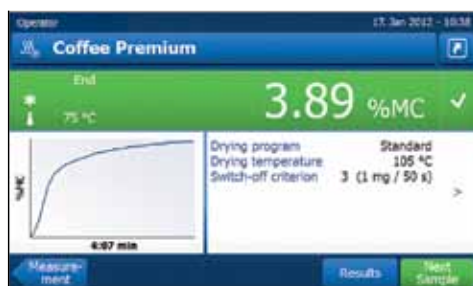 Operator
17. Jan 2012 - 10:38
Coffee Premium
End
75 °C
3.89 %MC
Drying program Standard
Drying temperature 105 °C
Switch-off criterion 3 (1 mg / 50 s)
%MC
4:07 min
Measure-
ment
Results
Next
Sample